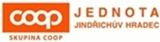 coop
SKUPINA COOP
JEDNOTA
JINDŘICHŮV HRADEC